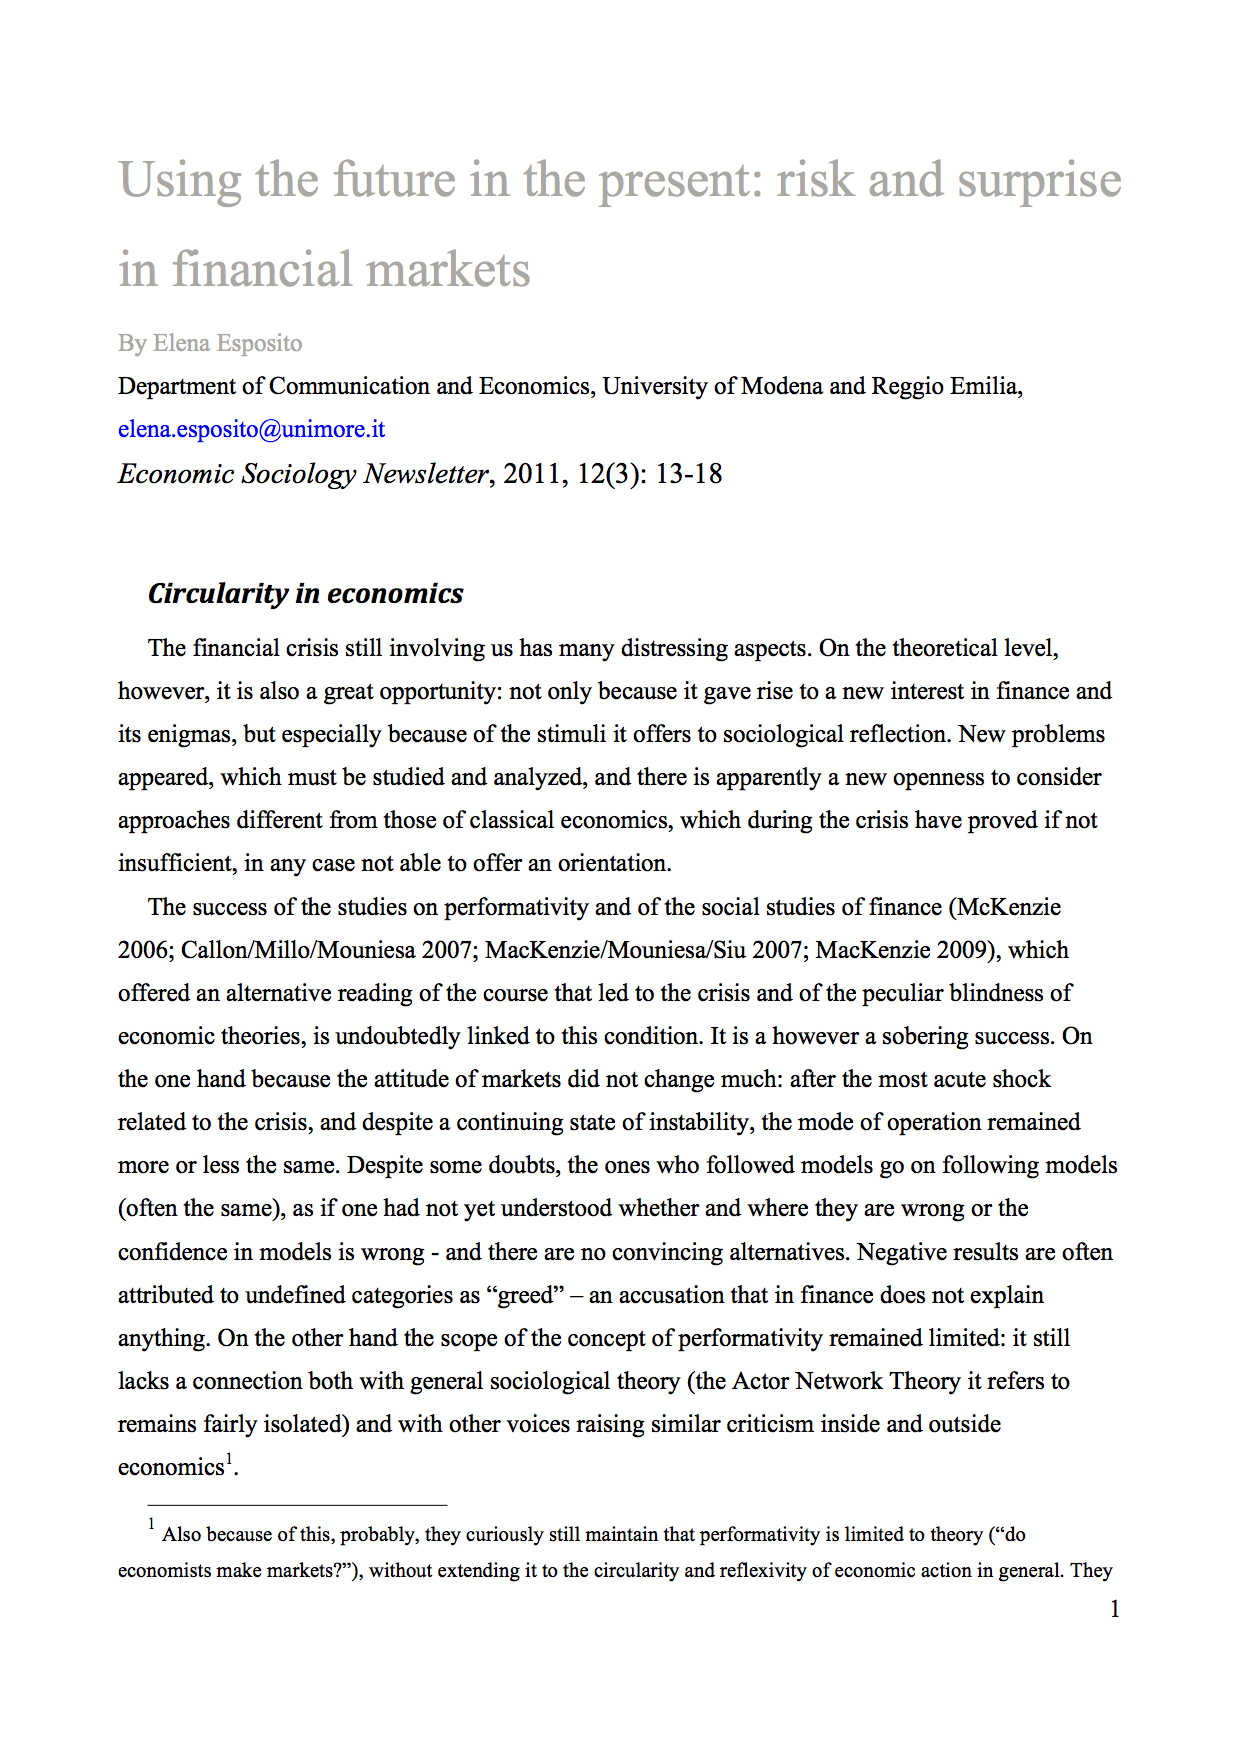 Using the future in the present: risk and surprise
in financial markets
By Elena Esposito
Department of Communication and Economics, University of Modena and Reggio Emilia,
elena.esposito@unimore.it
Economic Sociology Newsletter, 2011, 12(3): 13-18
Circularity in economics
The financial crisis still involving us has many distressing aspects. On the theoretical level,
however, it is also a great opportunity: not only because it gave rise to a new interest in finance and
its enigmas, but especially because of the stimuli it offers to sociological reflection. New problems
appeared, which must be studied and analyzed, and there is apparently a new openness to consider
approaches different from those of classical economics, which during the crisis have proved if not
insufficient, in any case not able to offer an orientation.
The success of the studies on performativity and of the social studies of finance (McKenzie
2006; Callon/Millo/Mouniesa 2007; MacKenzie/Mouniesa/Siu 2007; MacKenzie 2009), which
offered an alternative reading of the course that led to the crisis and of the peculiar blindness of
economic theories, is undoubtedly linked to this condition. It is a however a sobering success. On
the one hand because the attitude of markets did not change much: after the most acute shock
related to the crisis, and despite a continuing state of instability, the mode of operation remained
more or less the same. Despite some doubts, the ones who followed models go on following models
(often the same), as if one had not yet understood whether and where they are wrong or the
confidence in models is wrong - and there are no convincing alternatives. Negative results are often
attributed to undefined categories as “greed” – an accusation that in finance does not explain
anything. On the other hand the scope of the concept of performativity remained limited: it still
lacks a connection both with general sociological theory (the Actor Network Theory it refers to
remains fairly isolated) and with other voices raising similar criticism inside and outside
economics1.
1 Also because of this, probably, they curiously still maintain that performativity is limited to theory (“do
economists make markets?”), without extending it to the circularity and reflexivity of economic action in general. They
1